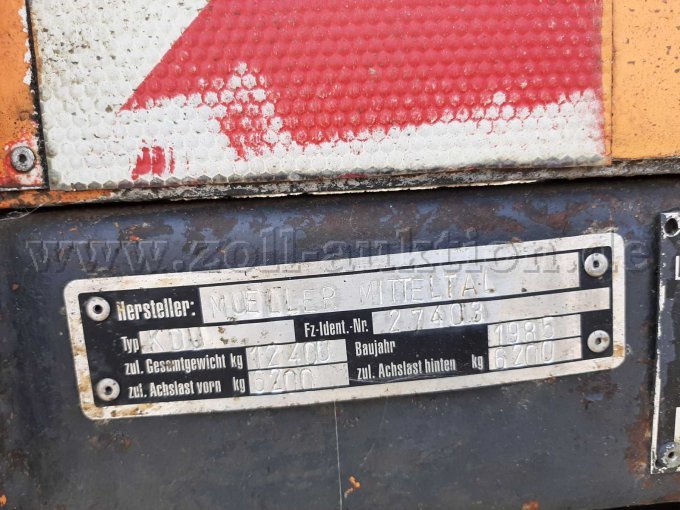 www.zoll-auktion.de
Hersteller: MUELLER MITTELTAL
Typ KDU Fz-Ident.-Nr. 27403
zul. Gesamtgewicht kg 12400 Baujahr 1985
zul. Achslast vorn kg 6200 zul. Achslast hinten kg 6200